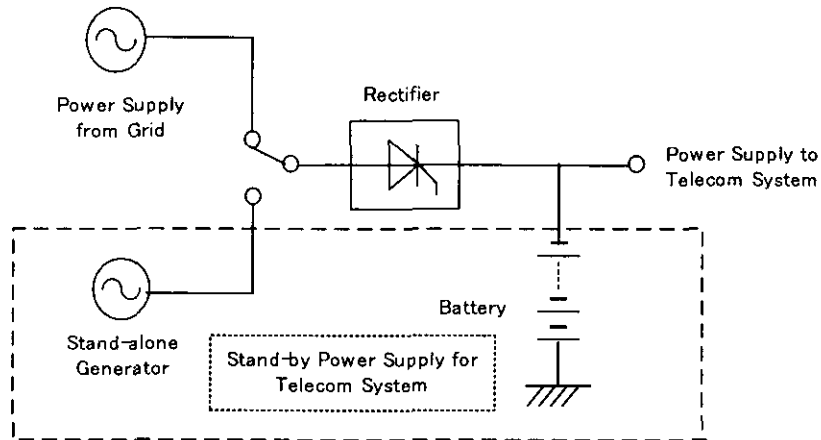 Power Supply
from Grid
Rectifier
Power Supply to
Telecom System
Stand-alone
Generator
Battery
Stand-by Power Supply for
Telecom System